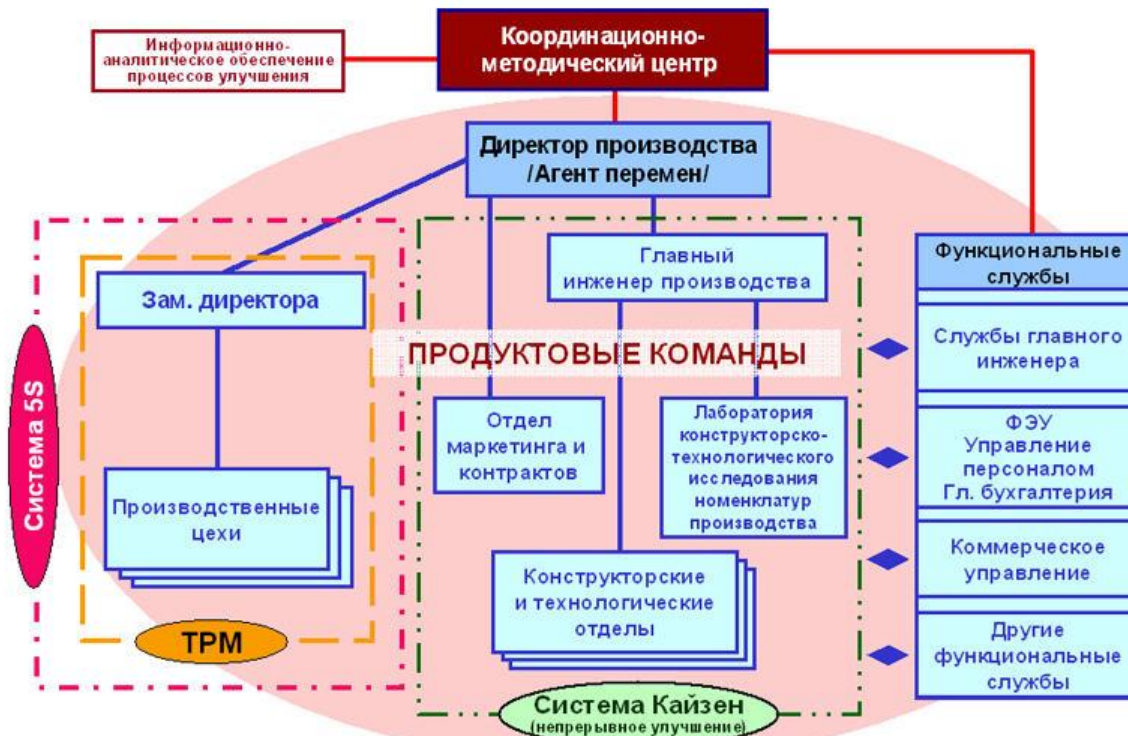 Информационно-
аналитическое обеспечение
процессов улучшения
Координационно-
методический центр
Директор производства
/Агент перемен/
Зам. директора
Главный
инженер производства
Функциональные
службы
ПРОДУКТОВЫЕ КОМАНДЫ
Службы главного
инженера
Система 5S
Отдел
маркетинга и
контрактов
Лаборатория
конструкторско-
технологического
исследования
номенклатур
производства
ФЭУ
Управление
персоналом
Гл. бухгалтерия
Производственные
цехи
Коммерческое
управление
Конструкторские
и технологические
отделы
TPM
Другие
функциональные
службы
Система Кайзен
(непрерывное улучшение)